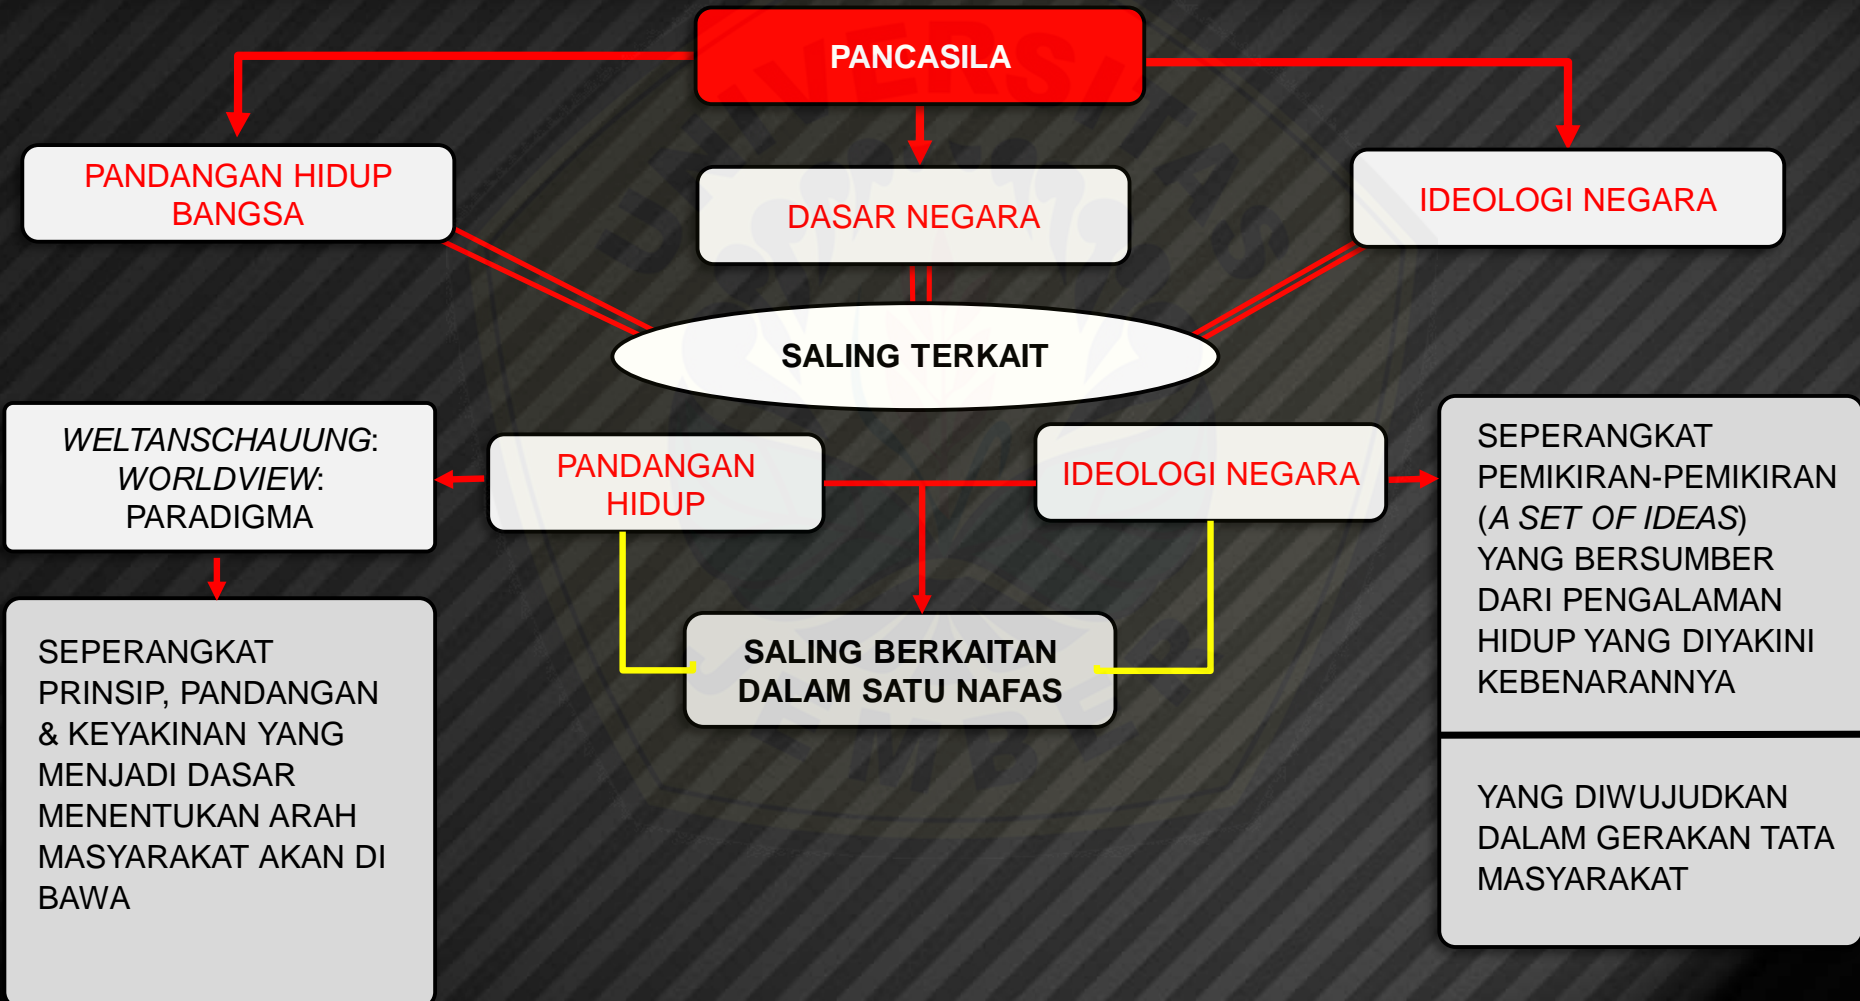 PANCASILA
PANDANGAN HIDUP
BANGSA
DASAR NEGARA
IDEOLOGI NEGARA
SALING TERKAIT
WELTANSCHAUUNG:
WORLDVIEW:
PARADIGMA
PANDANGAN
HIDUP
IDEOLOGI NEGARA
SEPERANGKAT
PEMIKIRAN-PEMIKIRAN
(A SET OF IDEAS)
YANG BERSUMBER
DARI PENGALAMAN
HIDUP YANG DIYAKINI
KEBENARANNYA
SEPERANGKAT
PRINSIP, PANDANGAN
& KEYAKINAN YANG
MENJADI DASAR
MENENTUKAN ARAH
MASYARAKAT AKAN DI
BAWA
SALING BERKAITAN
DALAM SATU NAFAS
YANG DIWUJUDKAN
DALAM GERAKAN TATA
MASYARAKAT
UNIVERSITAS
JEMBER